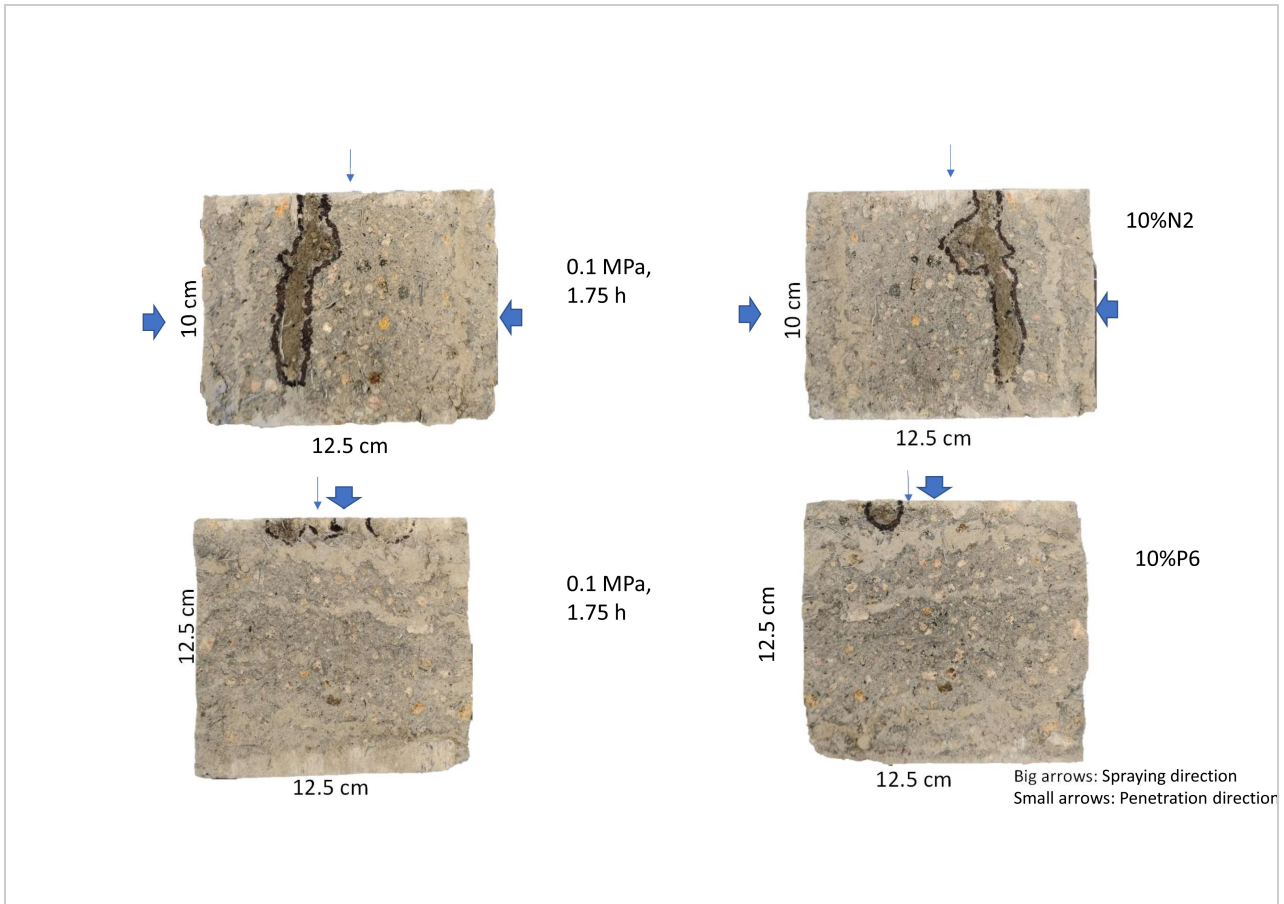 10%N2
0.1 MPa,
1.75 h
10 cm
10 cm
12.5 cm
12.5 cm
10%P6
0.1 MPa,
1.75 h
12.5 cm
12.5 cm
12.5 cm
12.5 cm
Big arrows: Spraying direction
Small arrows: Penetration direction